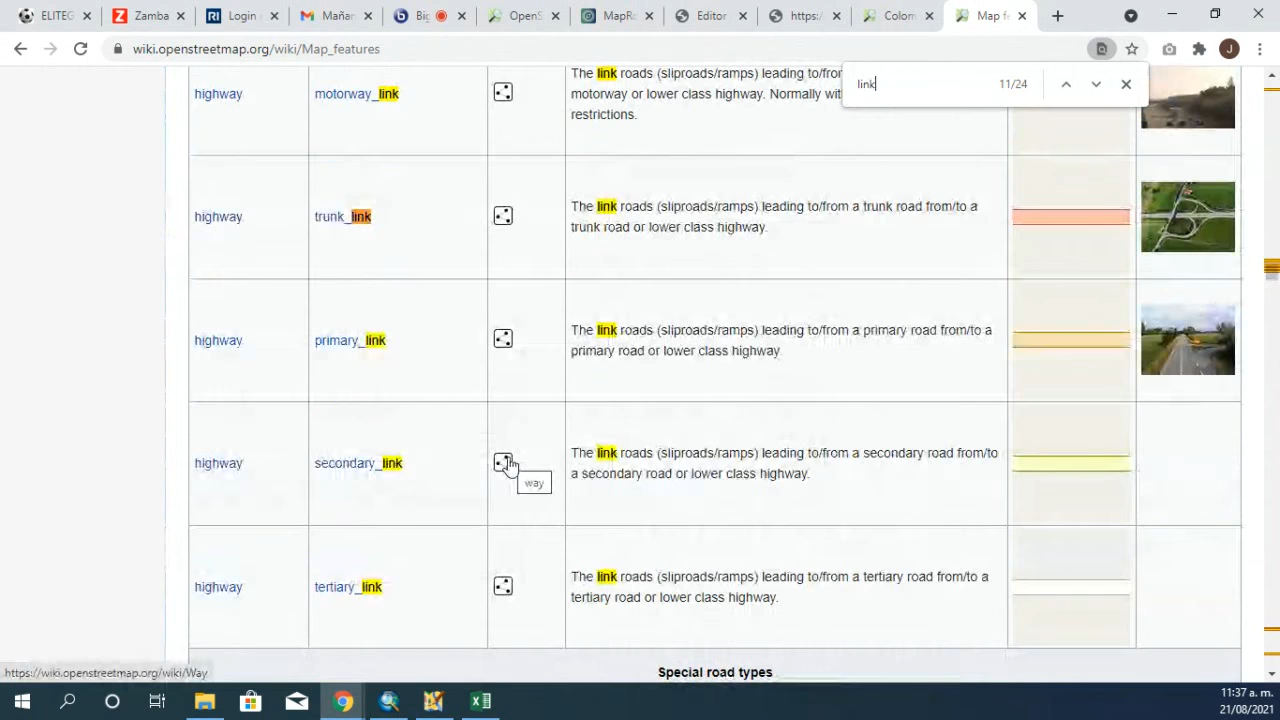 ELITEG
Zamba
Login
Mañan
Big
OpenS
MapRo
Editor
https:
Colom
Map fe
wiki.openstreetmap.org/wiki/Map_features
J
link 11/24
highway motorway_link The link roads (sliproads/ramps) leading to/from
motorway or lower class highway. Normally wit
restrictions.
highway trunk_link The link roads (sliproads/ramps) leading to/from a trunk road from/to a
trunk road or lower class highway.
highway primary_link The link roads (sliproads/ramps) leading to/from a primary road from/to a
primary road or lower class highway
highway secondary_link The link roads (sliproads/ramps) leading to/from a secondary road from/to
a secondary road or lower class highway.
way
highway tertiary_link The link roads (sliproads/ramps) leading to/from a tertiary road from/to a
tertiary road or lower class highway.
https://wiki.openstreetmap.org/wiki/Way
Special road types
11:37 a. m.
21/08/2021